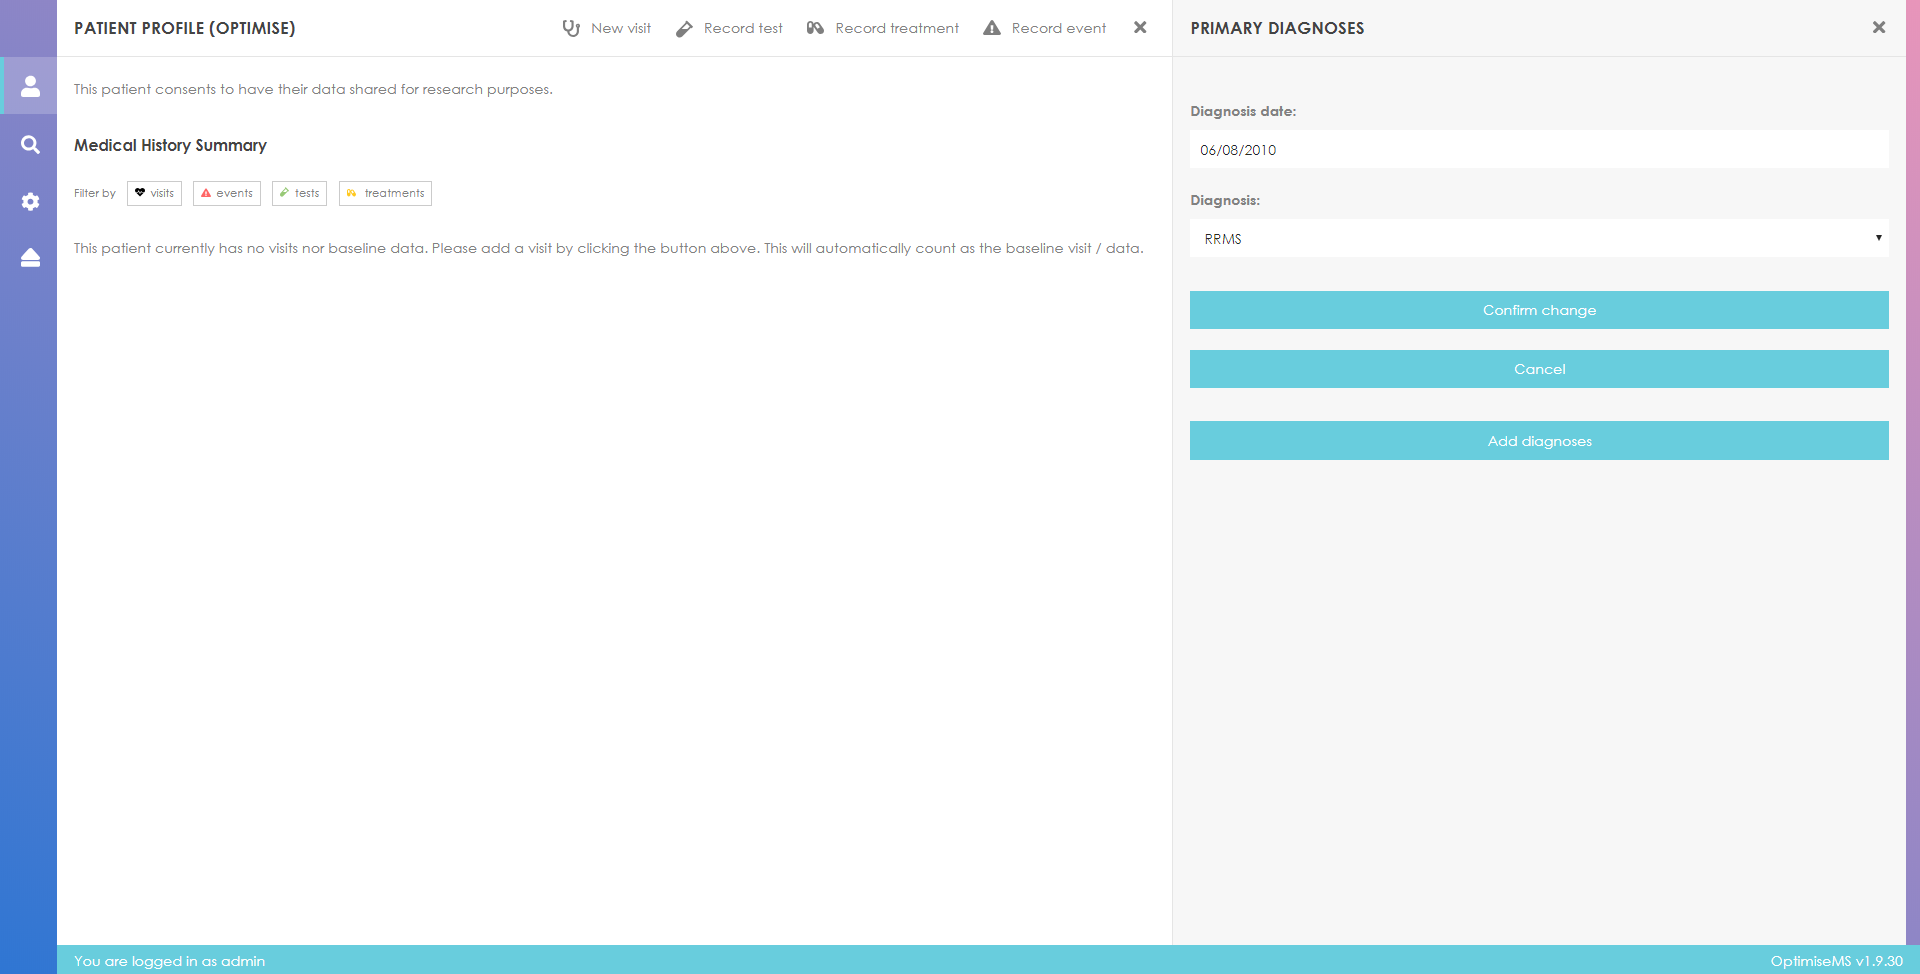 PATIENT PROFILE (OPTIMISE)
New visit
Record test
Record treatment
Record event
This patient consents to have their data shared for research purposes.
Medical History Summary
Filter by visits events tests treatments
This patient currently has no visits nor baseline data. Please add a visit by clicking the button above. This will automatically count as the baseline visit / data.
PRIMARY DIAGNOSES
Diagnosis date:
06/08/2010
Diagnosis:
RRMS
Confirm change
Cancel
Add diagnoses
You are logged in as admin
OptimiseMS v1.9.30